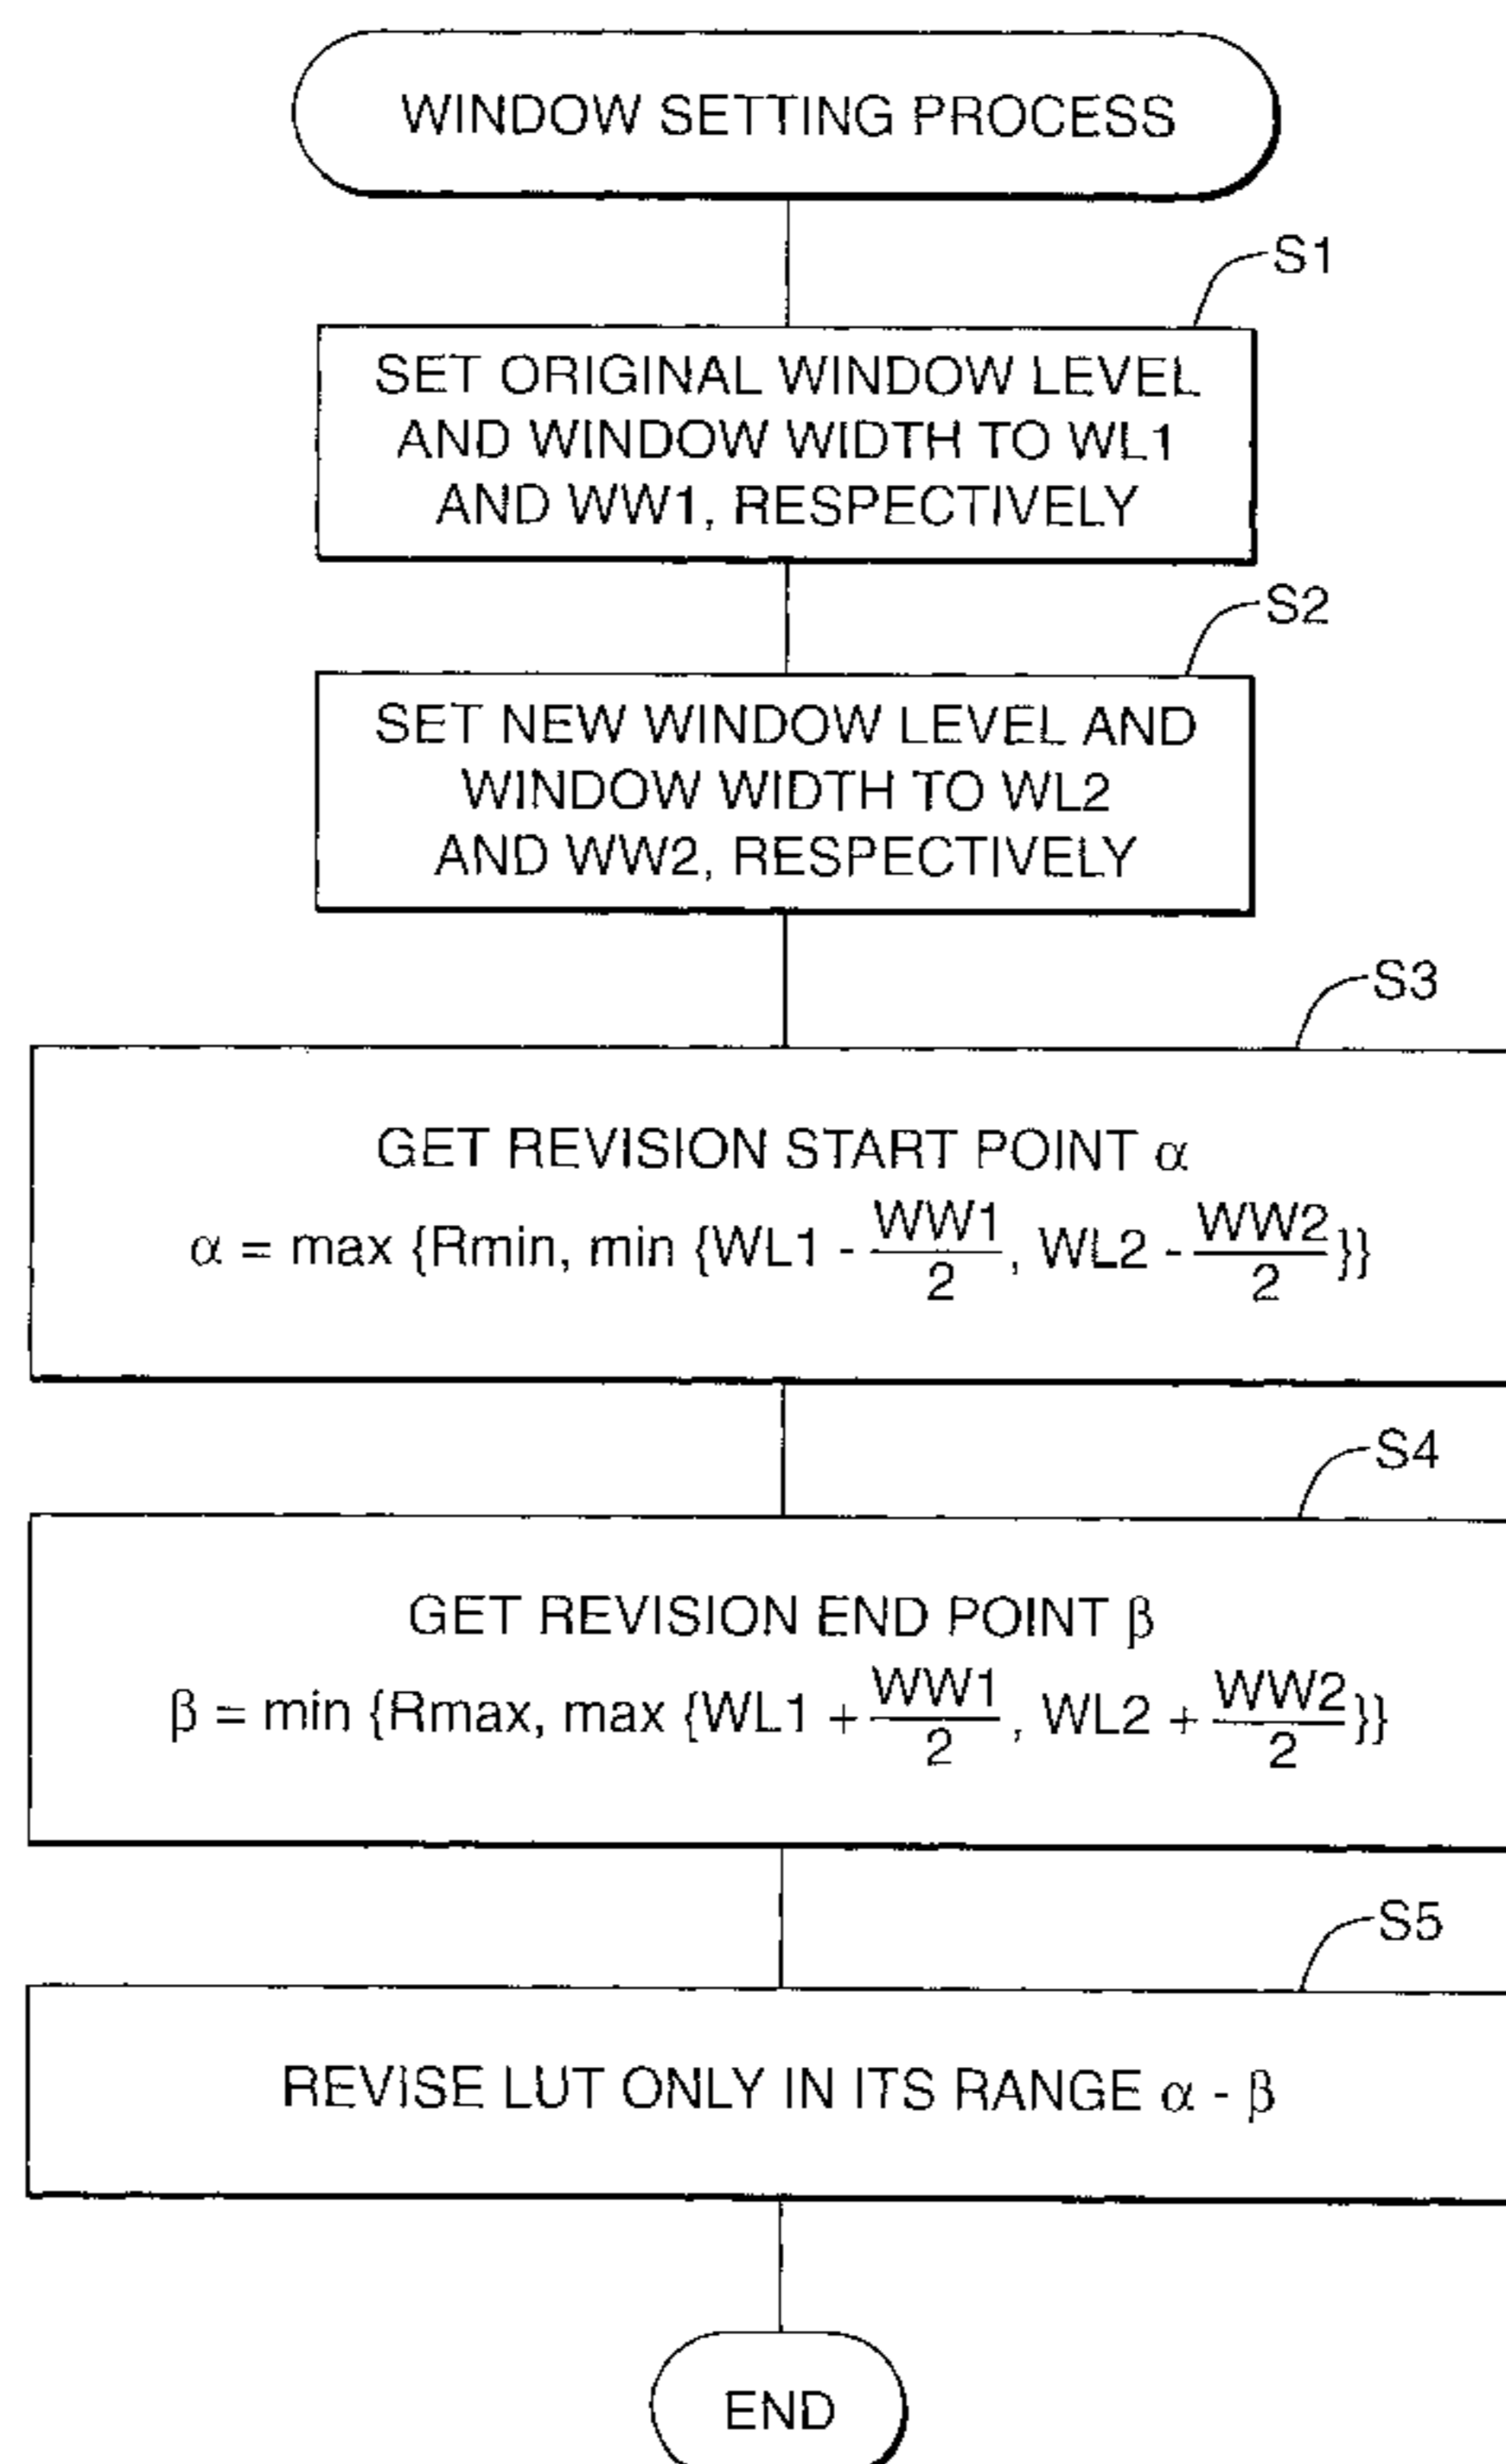 WINDOW SETTING PROCESS
S1
SET ORIGINAL WINDOW LEVEL
AND WINDOW WIDTH TO WL1
AND WW1, RESPECTIVELY
S2
SET NEW WINDOW LEVEL AND
WINDOW WIDTH TO WL2
AND WW2, RESPECTIVELY
S3
GET REVISION START POINT α
α = max {Rmin, min {WL1 - WW1/2, WL2 - WW2/2}}
S4
GET REVISION END POINT β
β = min {Rmax, max {WL1 + WW1/2, WL2 + WW2/2}}
S5
REVISE LUT ONLY IN ITS RANGE α - β
END